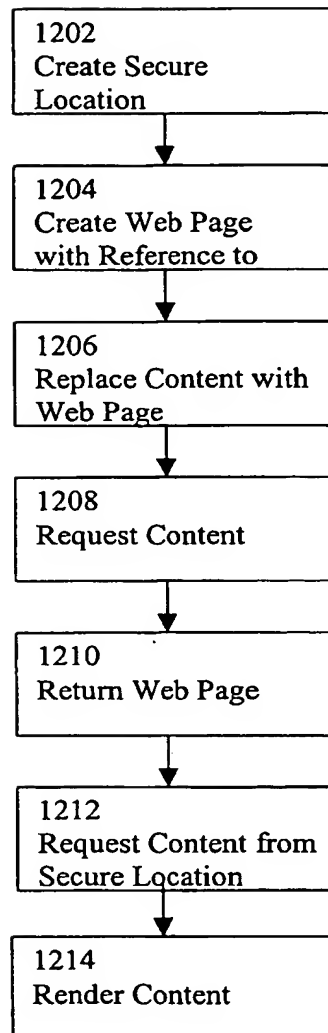 1202
Create Secure
Location
1204
Create Web Page
with Reference to
1206
Replace Content with
Web Page
1208
Request Content
1210
Return Web Page
1212
Request Content from
Secure Location
1214
Render Content